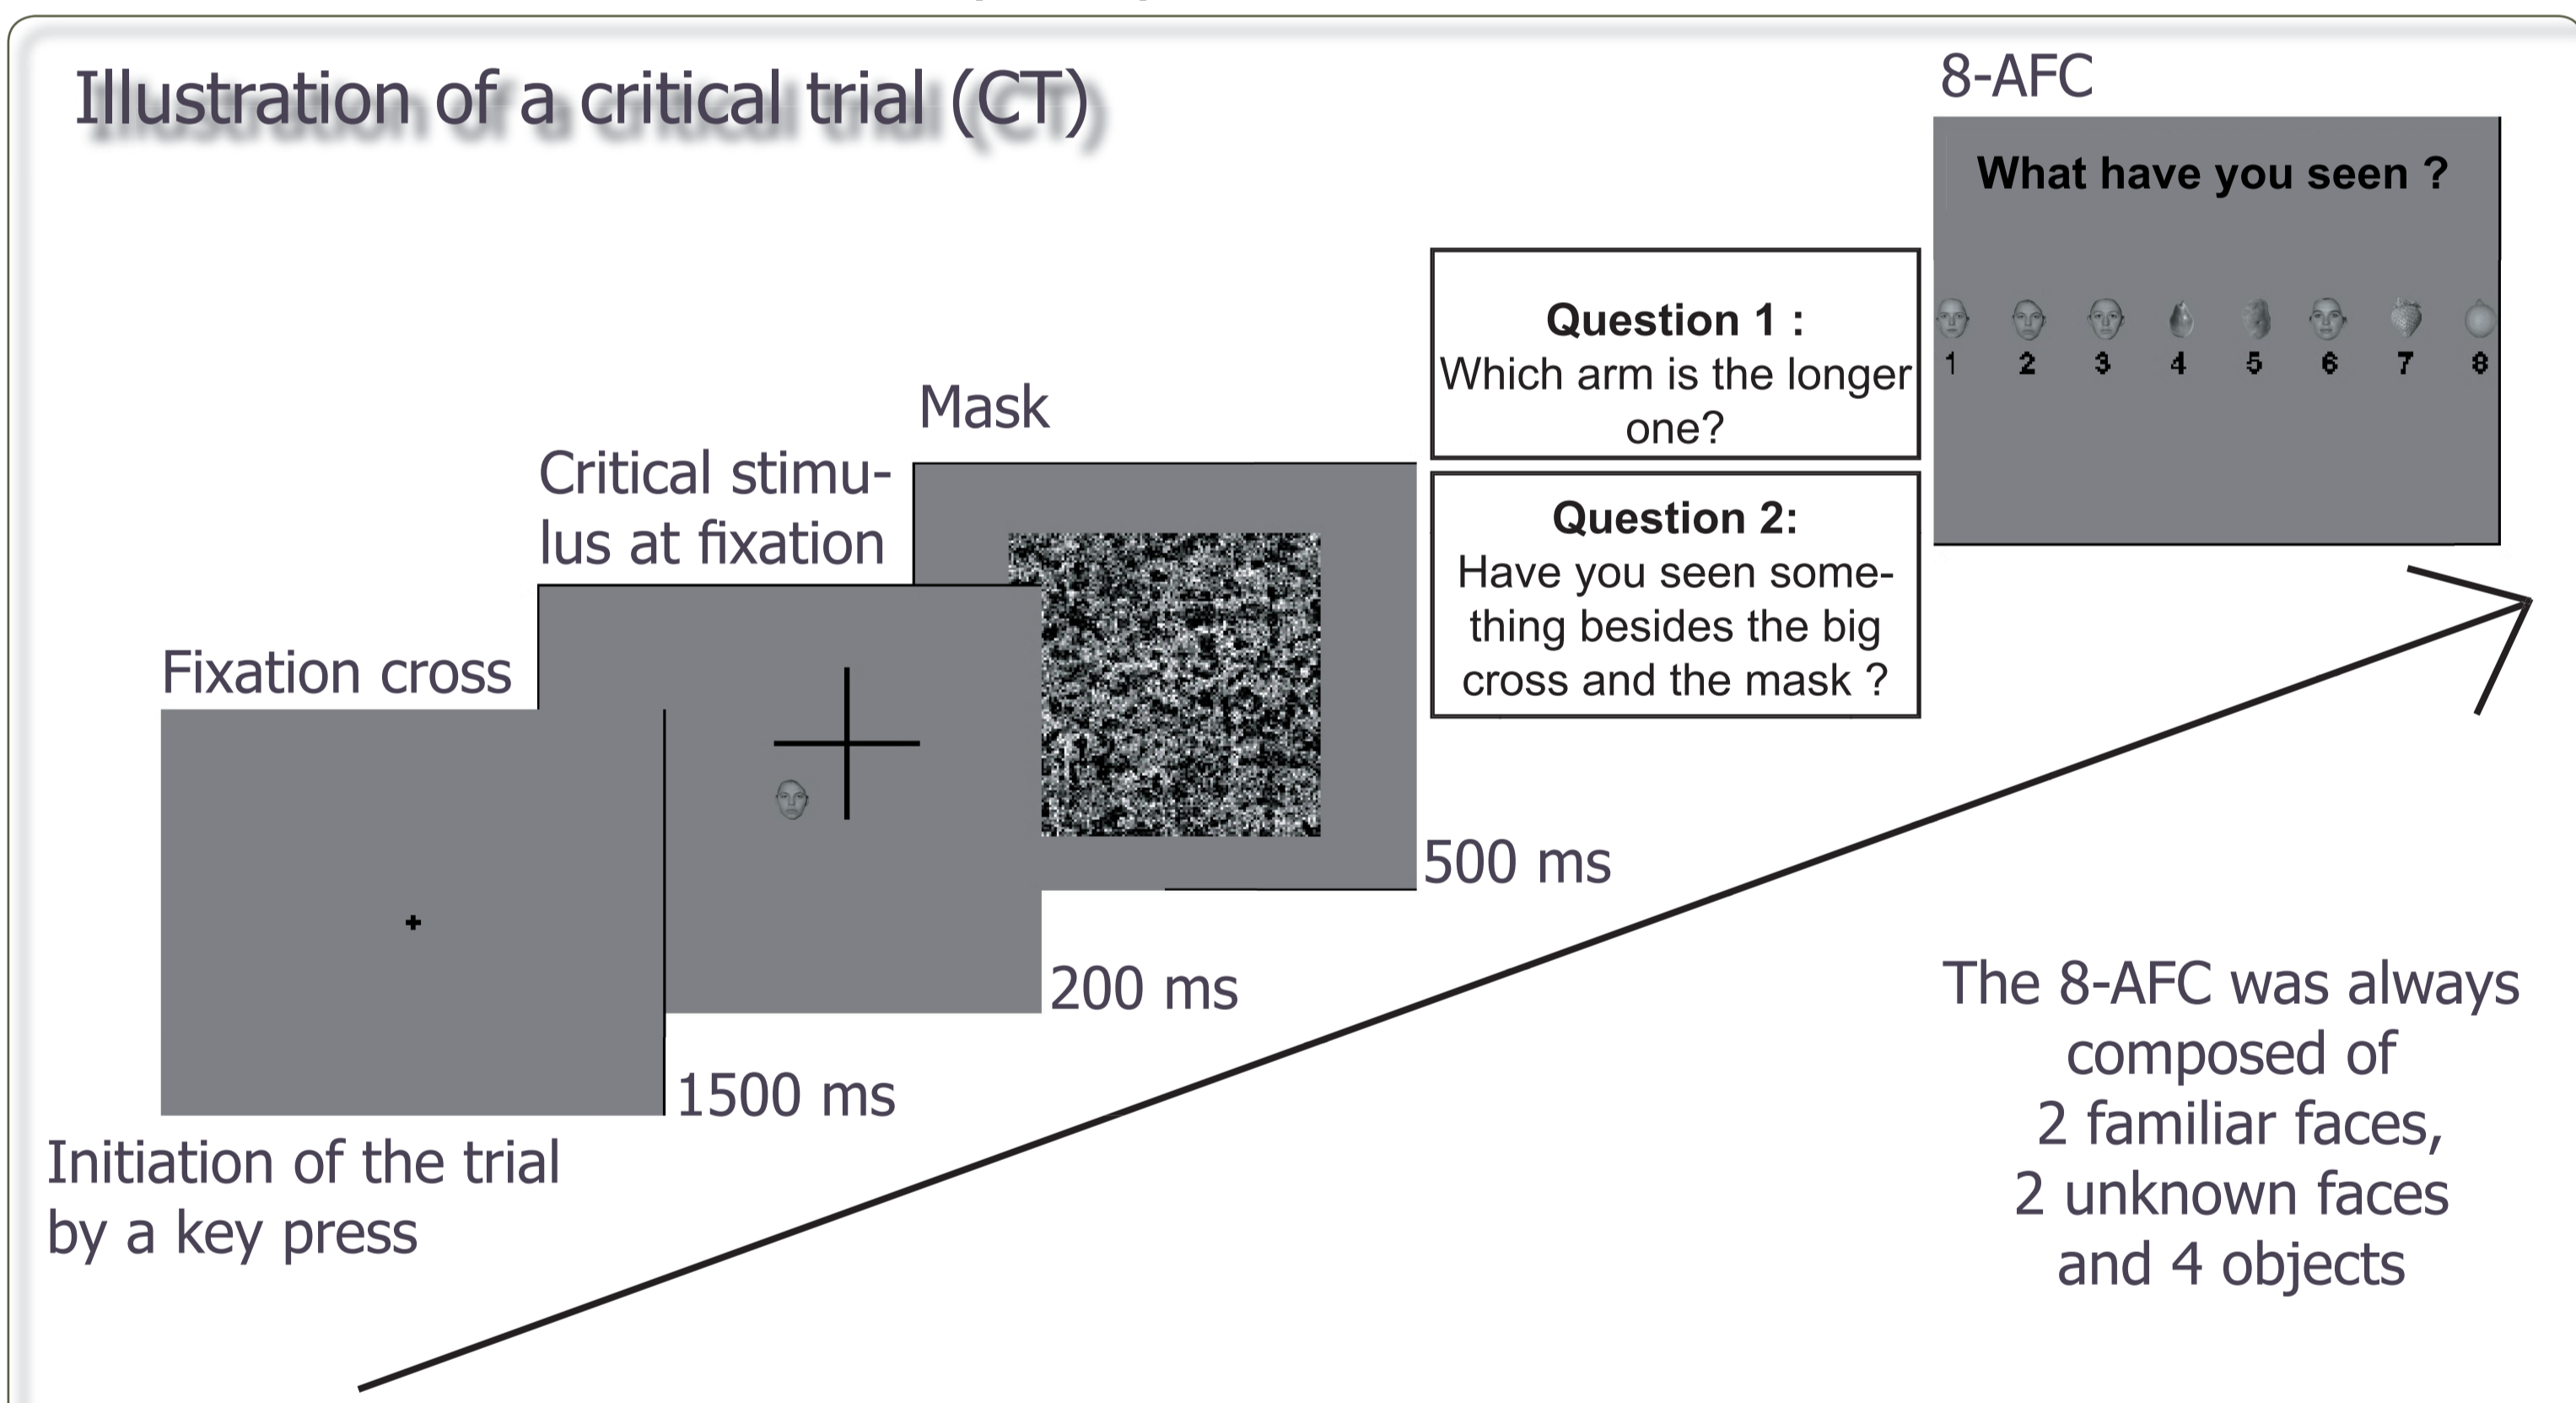 Illustration of a critical trial (CT)
Fixation cross
1500 ms
Initiation of the trial
by a key press
Critical stimu-
lus at fixation
200 ms
Mask
500 ms
Question 1 :
Which arm is the longer
one?
Question 2:
Have you seen some-
thing besides the big
cross and the mask ?
8-AFC
What have you seen ?
1 2 3 4 5 6 7 8
The 8-AFC was always
composed of
2 familiar faces,
2 unknown faces
and 4 objects